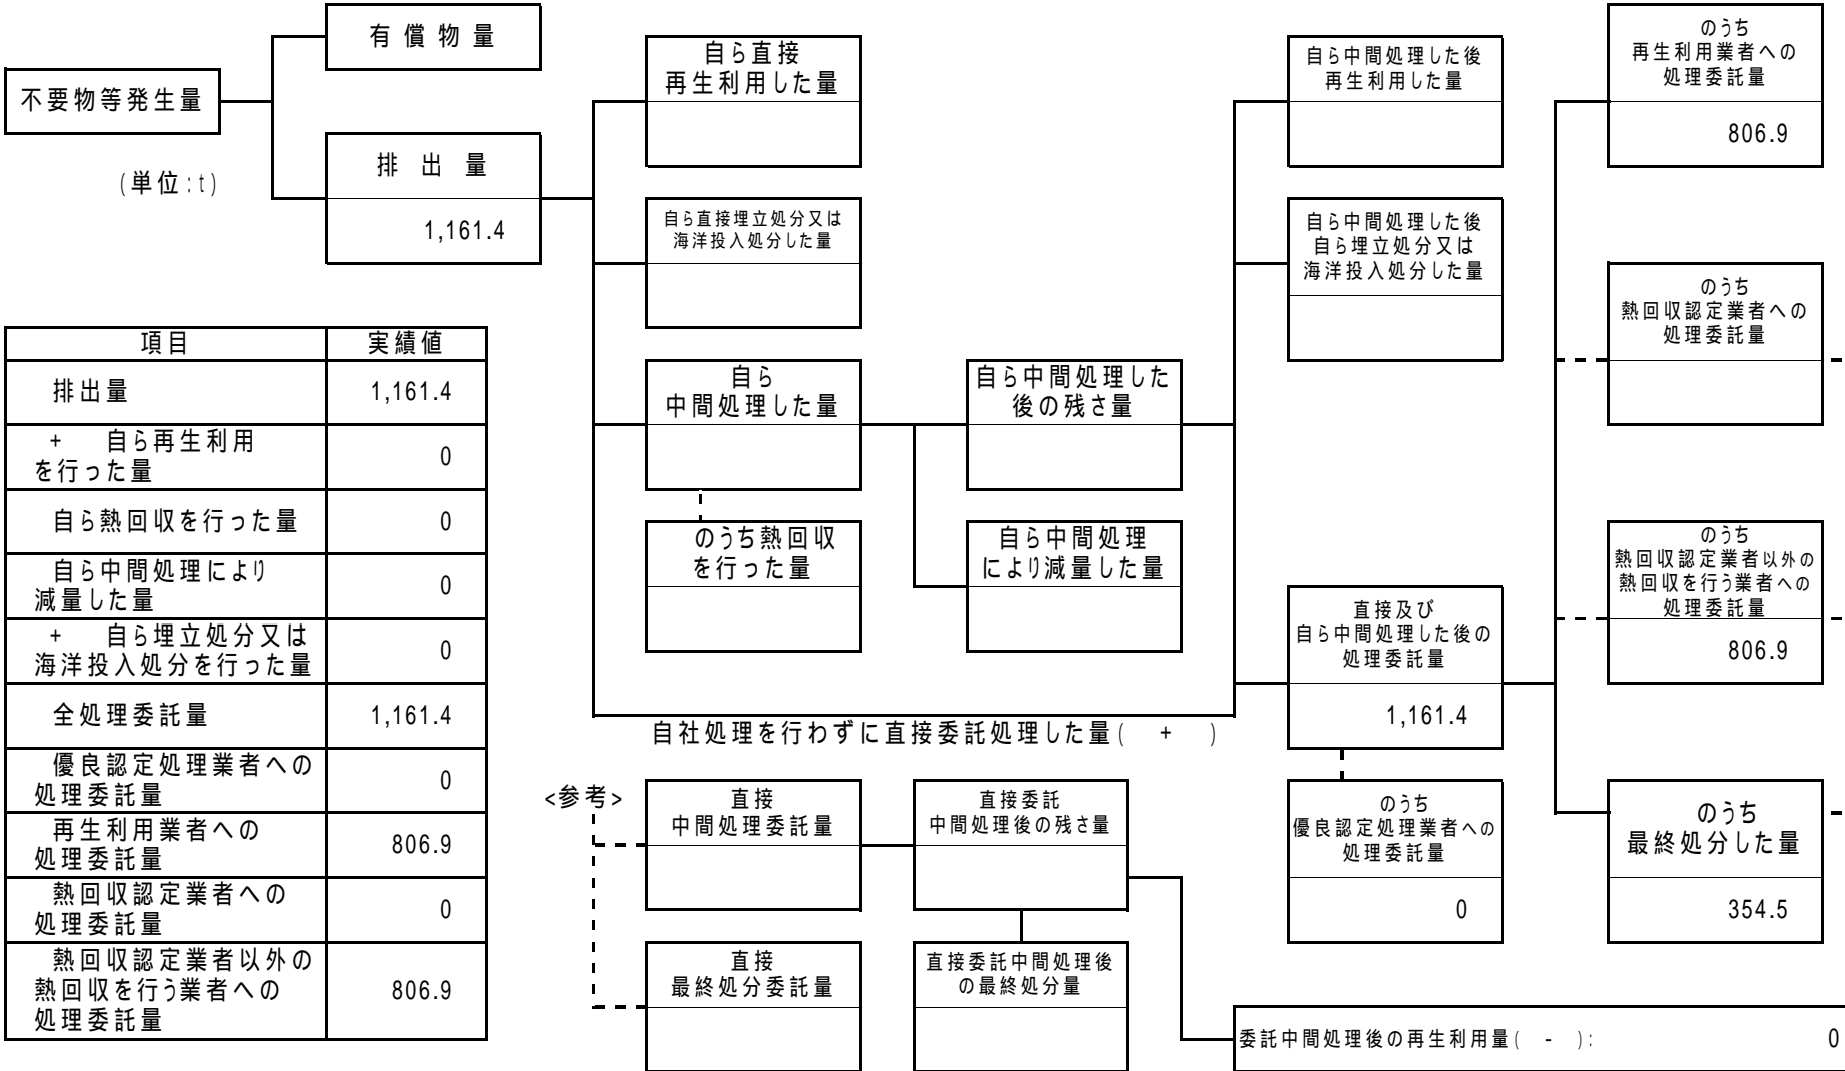 不要物等発生量
(単位:t)
有償物量
排出量
1,161.4
自ら直接
再生利用した量
自ら直接埋立処分又は
海洋投入処分した量
自ら
中間処理した量
のうち熱回収
を行った量
自ら中間処理した
後の残さ量
自ら中間処理
により減量した量
自ら中間処理した後
再生利用した量
自ら中間処理した後
自ら埋立処分又は
海洋投入処分した量
直接及び
自ら中間処理した後の
処理委託量
1,161.4
のうち
優良認定処理業者への
処理委託量
0
のうち
再生利用業者への
処理委託量
806.9
のうち
熱回収認定業者への
処理委託量
のうち
熱回収認定業者以外の
熱回収を行う業者への
処理委託量
806.9
のうち
最終処分した量
354.5
自社処理を行わずに直接委託処理した量( + )
項目 実績値
排出量 1,161.4
+ 自ら再生利用
を行った量 0
自ら熱回収を行った量 0
自ら中間処理により
減量した量 0
+ 自ら埋立処分又は
海洋投入処分を行った量 0
全処理委託量 1,161.4
優良認定処理業者への
処理委託量 0
再生利用業者への
処理委託量 806.9
熱回収認定業者への
処理委託量 0
熱回収認定業者以外の
熱回収を行う業者への
処理委託量 806.9
<参考>
直接
中間処理委託量
直接委託
中間処理後の残さ量
直接
最終処分委託量
直接委託中間処理後
の最終処分量
委託中間処理後の再生利用量( - ): 0